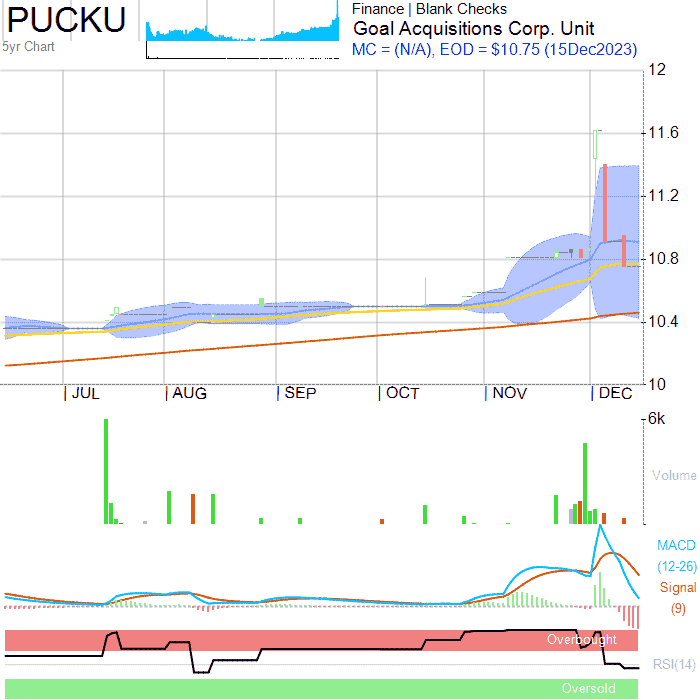 PUCKU
5yr Chart
Finance | Blank Checks
Goal Acquisitions Corp. Unit
MC = (N/A), EOD = $10.75 (15Dec2023)
12
11.6
11.2
10.8
10.4
10
JUL AUG SEP OCT NOV DEC
6k
Volume
MACD
(12-26)
Signal
(9)
Overbought
RSI(14)
Oversold